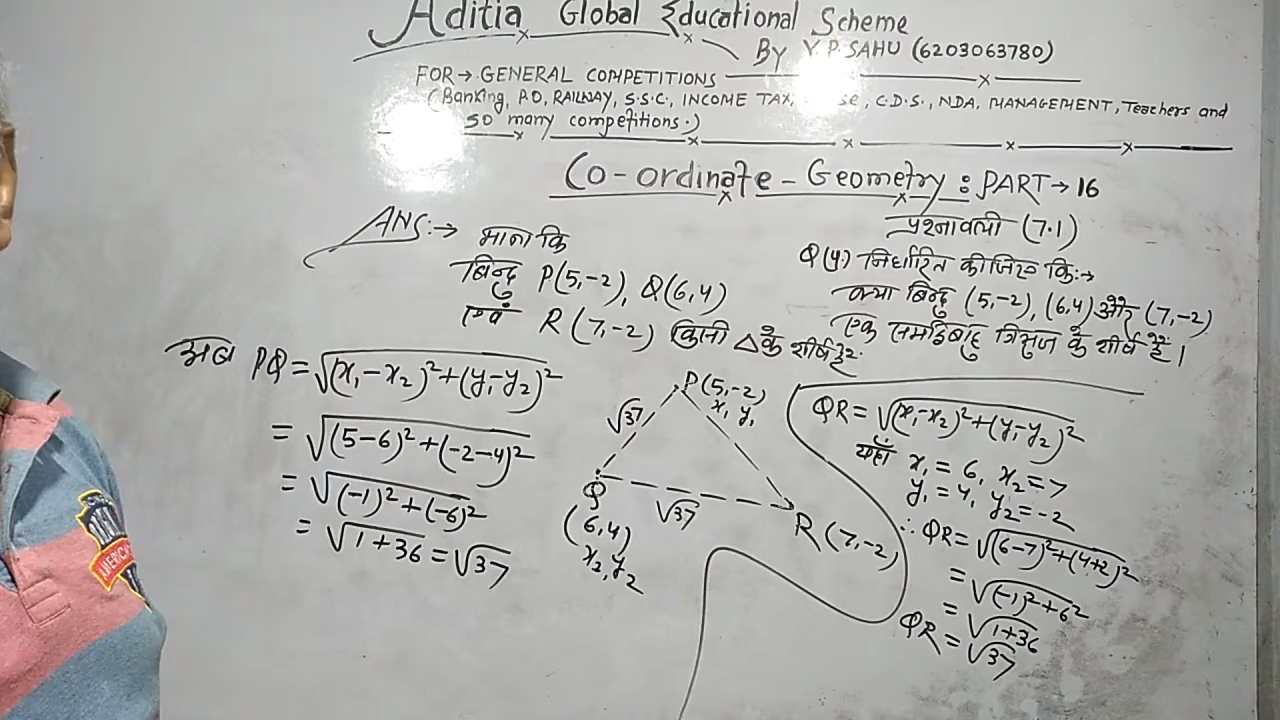 Aditia Global Educational Scheme
By Y. P. SAHU (6203063780)
FOR → GENERAL COMPETITIONS
(Banking, P.O, RAILWAY, S.S.C., INCOME TAX, C.D.S., NDA, MANAGEMENT, Teachers and
so many competitions.)
Co-ordinate-Geometry : PART → 16
प्रश्नावली (7.1)
Q(4) निर्धारित कीजिए कि:→
क्या बिन्दु (5,-2), (6,4) और (7,-2)
एक समद्विबाहु त्रिभुज के शीर्ष है।
ANS:→ माना कि
बिन्दु P(5,-2), Q(6,4)
एवं R(7,-2) किसी △ के शीर्ष है
अब PQ = √(x₁-x₂)²+(y₁-y₂)²
= √(5-6)²+(-2-4)²
= √(-1)²+(-6)²
= √1+36 = √37
P(5,-2)
x₁ y₁
√37
Q
(6,4)
x₂, y₂
√37
R(7,-2)
QR = √(x₁-x₂)²+(y₁-y₂)²
यहाँ x₁ = 6, x₂ = 7
y₁ = 4, y₂ = -2
∴ QR = √(6-7)²+(4+2)²
= √(-1)²+6²
= √1+36
QR = √37
AMERICA